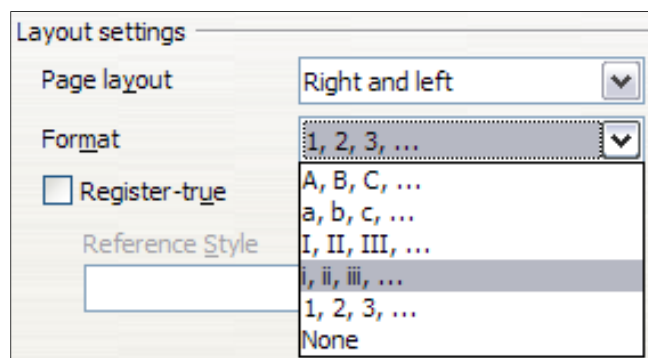 Layout settings
Page layout
Right and left
Format
1, 2, 3, ...
Register-true
Reference Style
A, B, C, ...
a, b, c, ...
I, II, III, ...
i, ii, iii, ...
1, 2, 3, ...
None